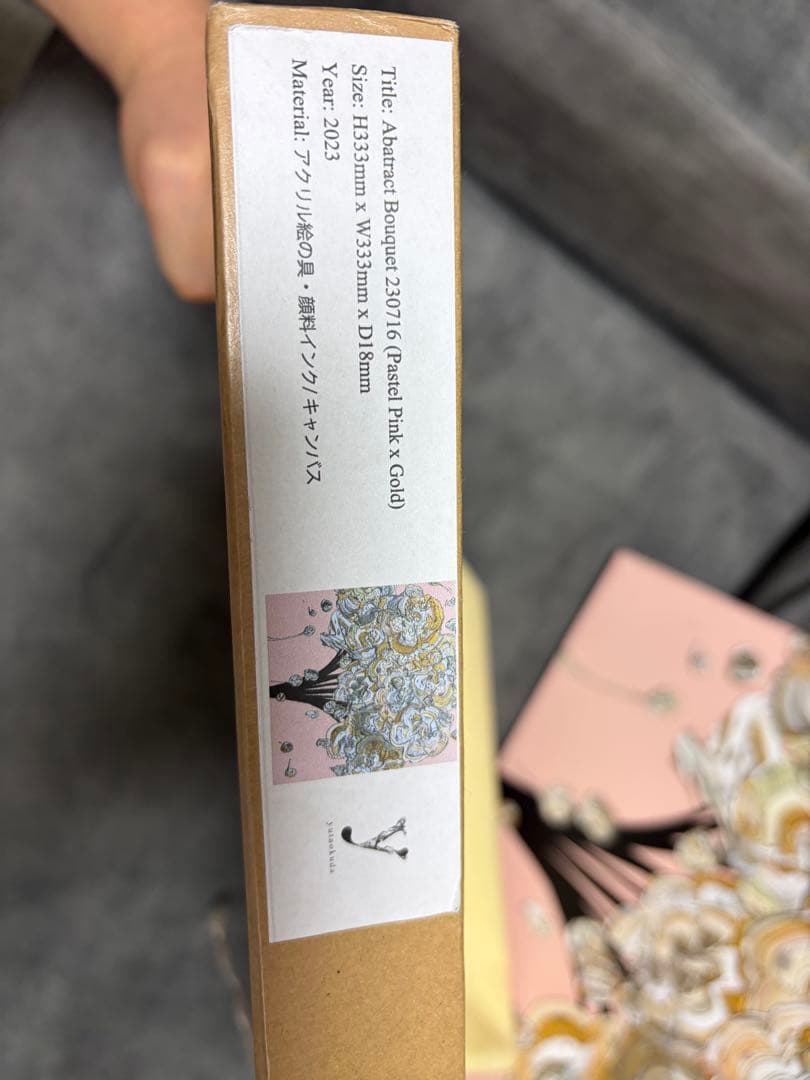 Title: Abatract Bouquet 230716 (Pastel Pink x Gold)
Size: H333mm x W333mm x D18mm
Year: 2023
Material: アクリル絵の具・顔料インク/キャンバス
y
yutaokuda